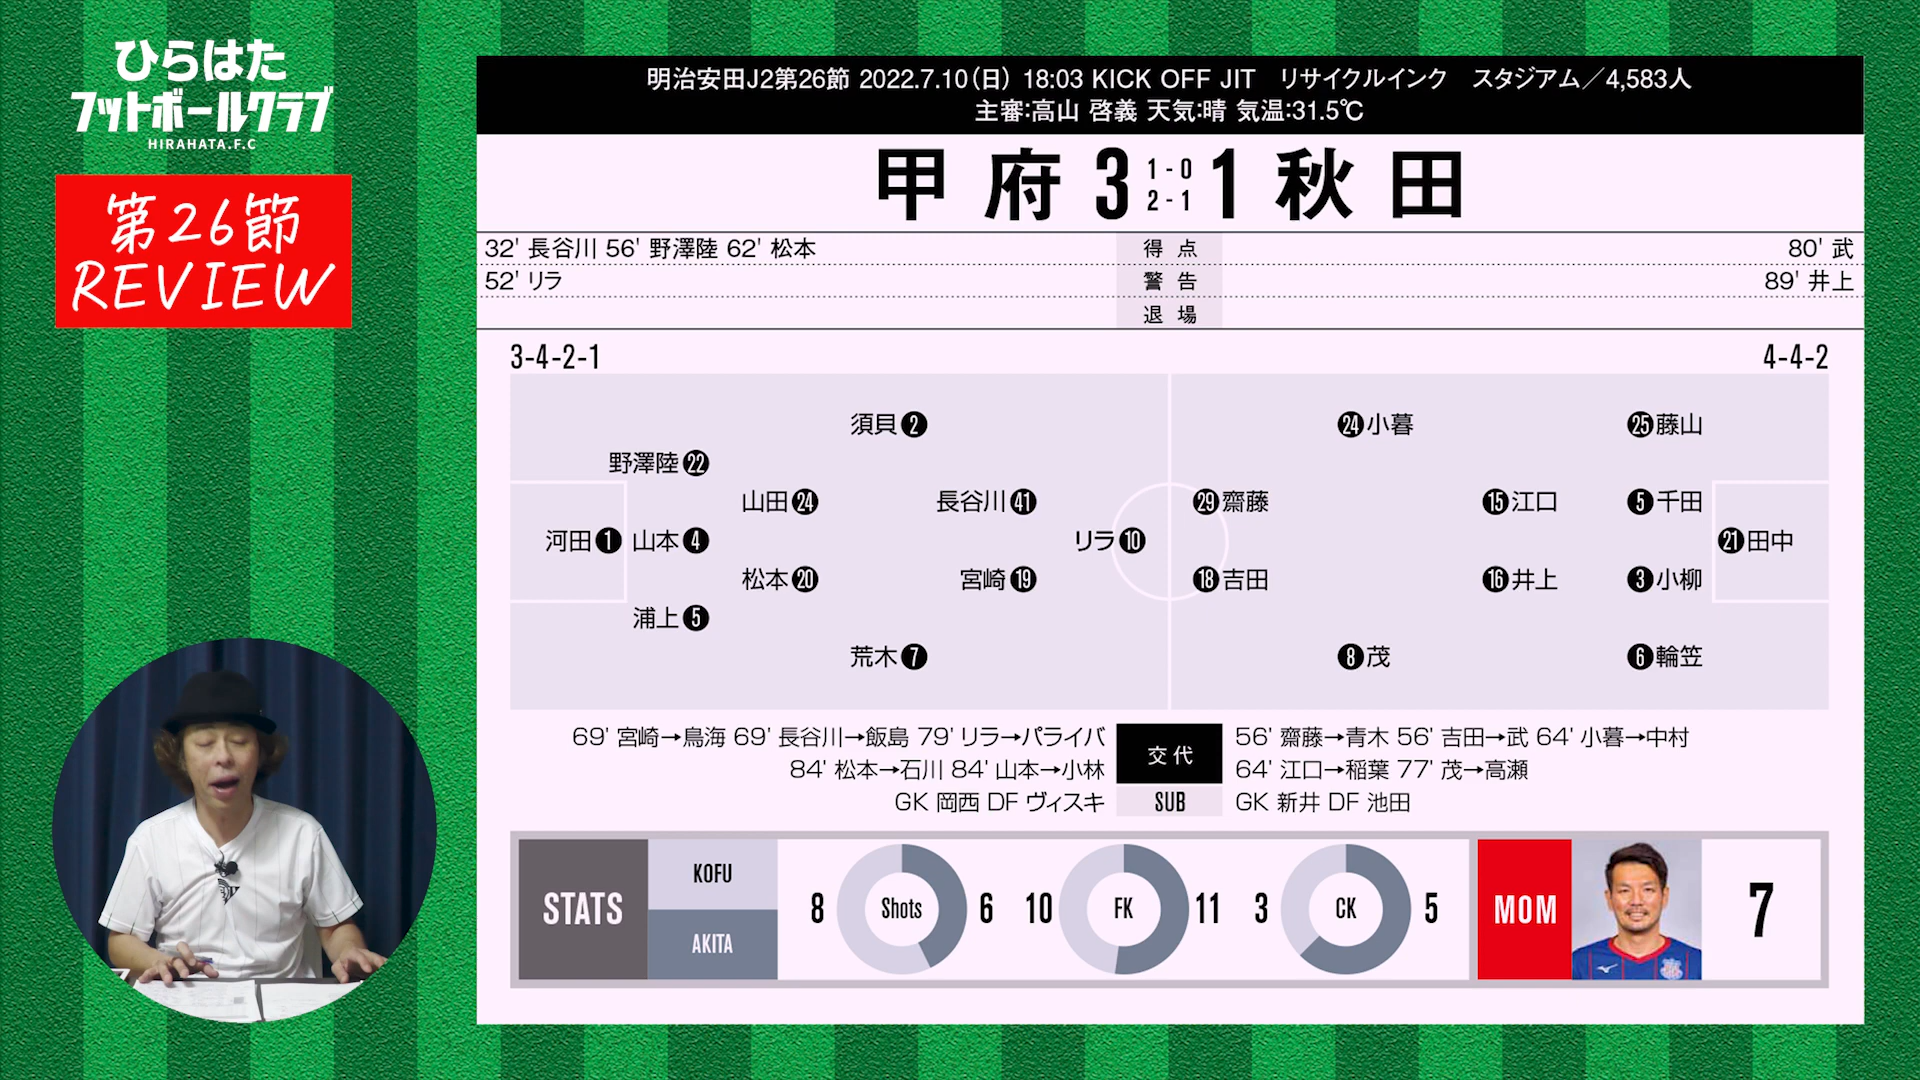 ひらはた
フットボールクラブ
HIRAHATA.F.C
第26節
REVIEW
明治安田J2第26節 2022.7.10(日) 18:03 KICK OFF JIT リサイクルインク スタジアム／4,583人
主審:高山 啓義 天気:晴 気温:31.5℃
甲府 3 1-0 1 秋田
2-1
32' 長谷川 56' 野澤陸 62' 松本 得点 80' 武
52' リラ 警告 89' 井上
退場
3-4-2-1 4-4-2
須貝 2 24 小暮 25 藤山
野澤陸 22
山田 24 長谷川 41 29 齋藤 15 江口 5 千田
河田 1 山本 4 リラ 10 21 田中
松本 20 宮崎 19 18 吉田 16 井上 3 小柳
浦上 5
荒木 7 8 茂 6 輪笠
69' 宮崎→鳥海 69' 長谷川→飯島 79' リラ→パライバ
84' 松本→石川 84' 山本→小林
交代
56' 齋藤→青木 56' 吉田→武 64' 小暮→中村
64' 江口→稲葉 77' 茂→高瀬
GK 岡西 DF ヴィスキ SUB GK 新井 DF 池田
STATS
KOFU
AKITA
8 Shots 6 10 FK 11 3 CK 5
MOM 7